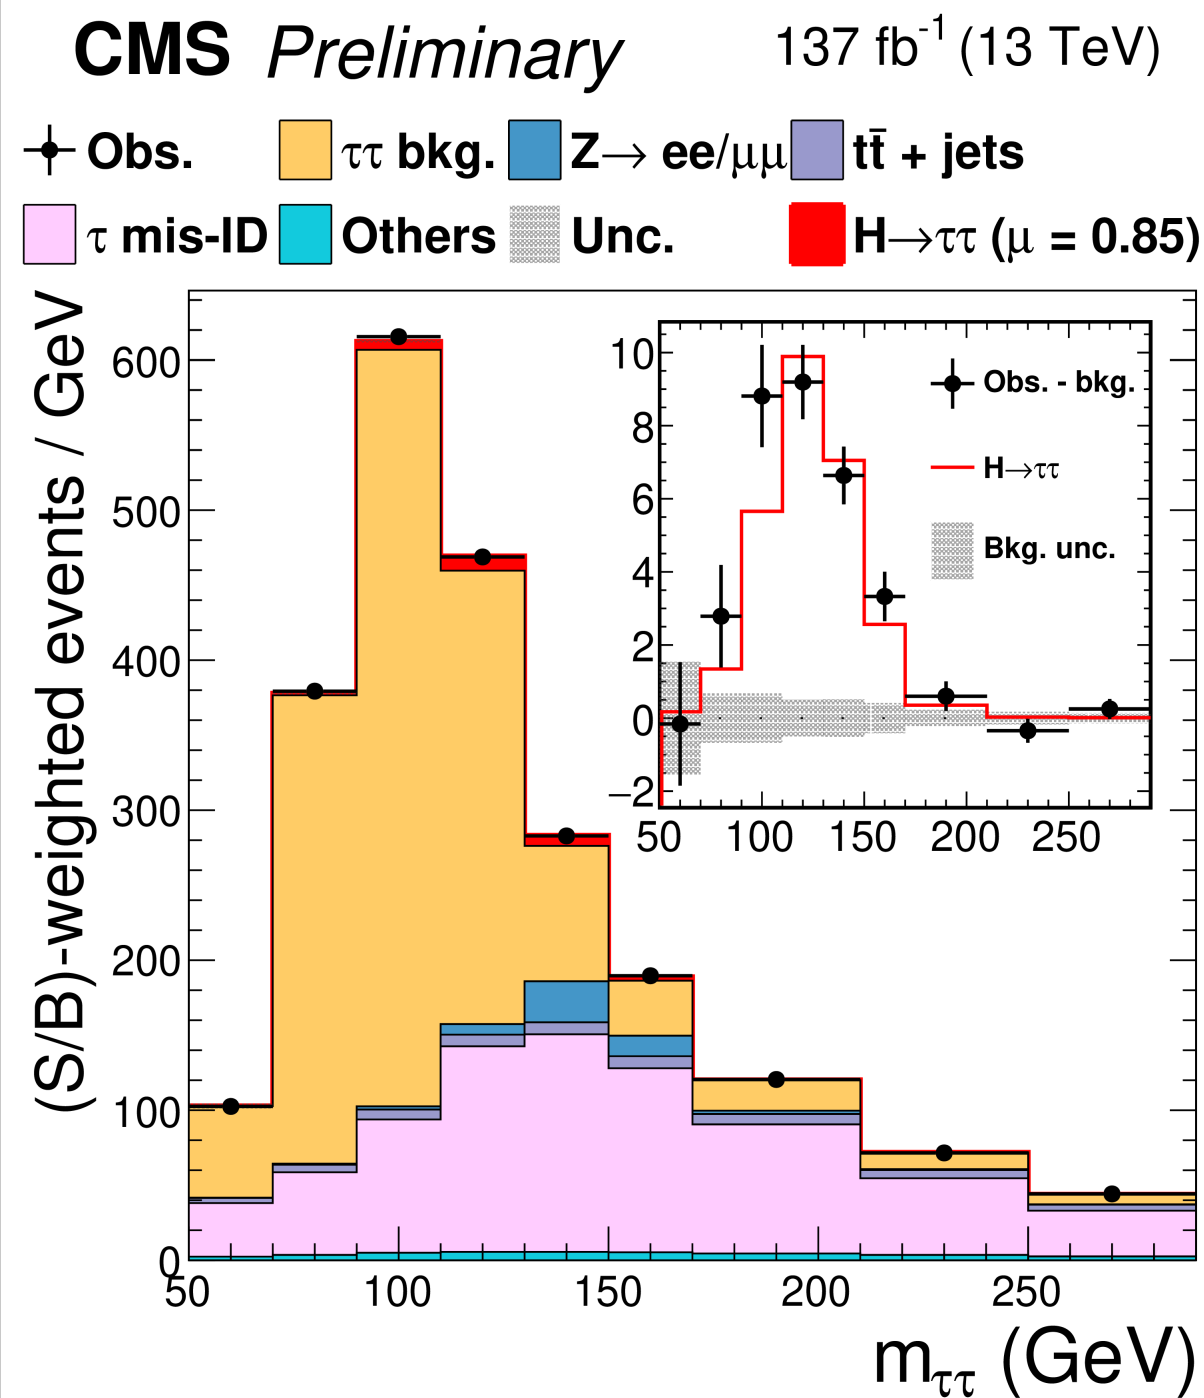 CMS Preliminary 137 fb⁻¹ (13 TeV)
Obs. ττ bkg. Z→ ee/μμ tt̄ + jets
τ mis-ID Others Unc. H→ττ (μ = 0.85)
(S/B)-weighted events / GeV
600
500
400
300
200
100
0
50 100 150 200 250
m_ττ (GeV)
10
8
6
4
2
0
−2
50 100 150 200 250
Obs. - bkg.
H→ττ
Bkg. unc.